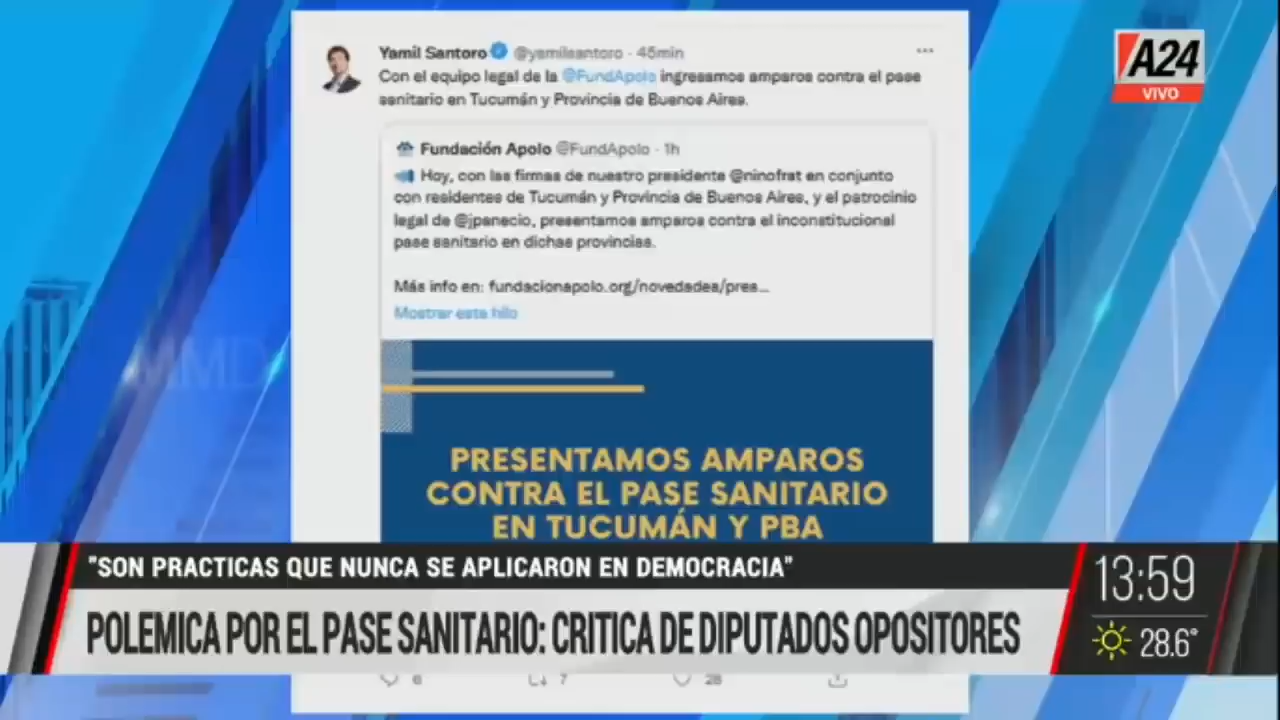 Yamil Santoro @yamilsantoro · 45min
Con el equipo legal de la @FundApolo ingresamos amparos contra el pase
sanitario en Tucumán y Provincia de Buenos Aires.
Fundación Apolo @FundApolo · 1h
Hoy, con las firmas de nuestro presidente @ninofrat en conjunto
con residentes de Tucumán y Provincia de Buenos Aires, y el patrocinio
legal de @jpanecio, presentamos amparos contra el inconstitucional
pase sanitario en dichas provincias.
Más info en: fundacionapolo.org/novedades/pres...
Mostrar este hilo
PRESENTAMOS AMPAROS
CONTRA EL PASE SANITARIO
EN TUCUMÁN Y PBA
6 7 28
A24
VIVO
"SON PRACTICAS QUE NUNCA SE APLICARON EN DEMOCRACIA"
POLEMICA POR EL PASE SANITARIO: CRITICA DE DIPUTADOS OPOSITORES
13:59
28.6°